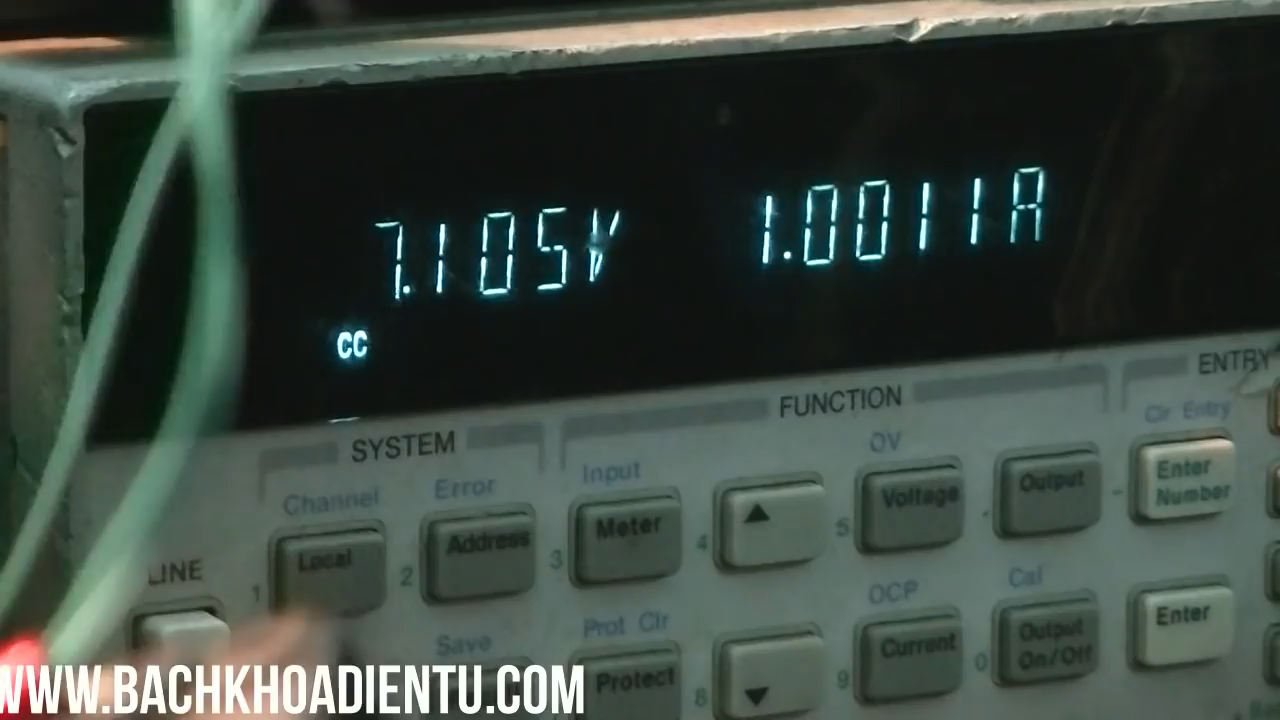 7.105V 1.0011A
CC
SYSTEM FUNCTION ENTRY
Channel Error Input OV Clr Entry
Local Address Meter ▲ Voltage Output Enter Number
1 2 3 4 5 . -
LINE Save Prot Clr OCP Cal
Protect ▼ Current Output On/Off Enter
8 9 0
WWW.BACHKHOADIENTU.COM